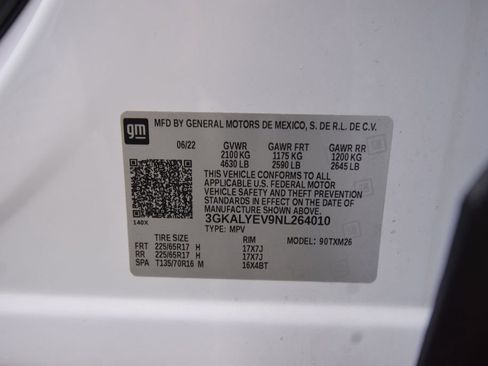 gm
MFD BY GENERAL MOTORS DE MEXICO, S. DE R.L. DE C.V.
06/22 GVWR GAWR FRT GAWR RR
2100 KG 1175 KG 1200 KG
4630 LB 2590 LB 2645 LB
THIS VEHICLE CONFORMS TO ALL
APPLICABLE U.S. FEDERAL MOTOR
VEHICLE SAFETY AND THEFT PREVENTION
STANDARDS IN EFFECT ON THE DATE OF
MANUFACTURE SHOWN ABOVE.
3GKALYEV9NL264010
140X TYPE: MPV
TIRE SIZE RIM MODEL: 90TXM26
FRT 225/65R17 H 17X7J
RR 225/65R17 H 17X7J
SPA T135/70R16 M 16X4BT